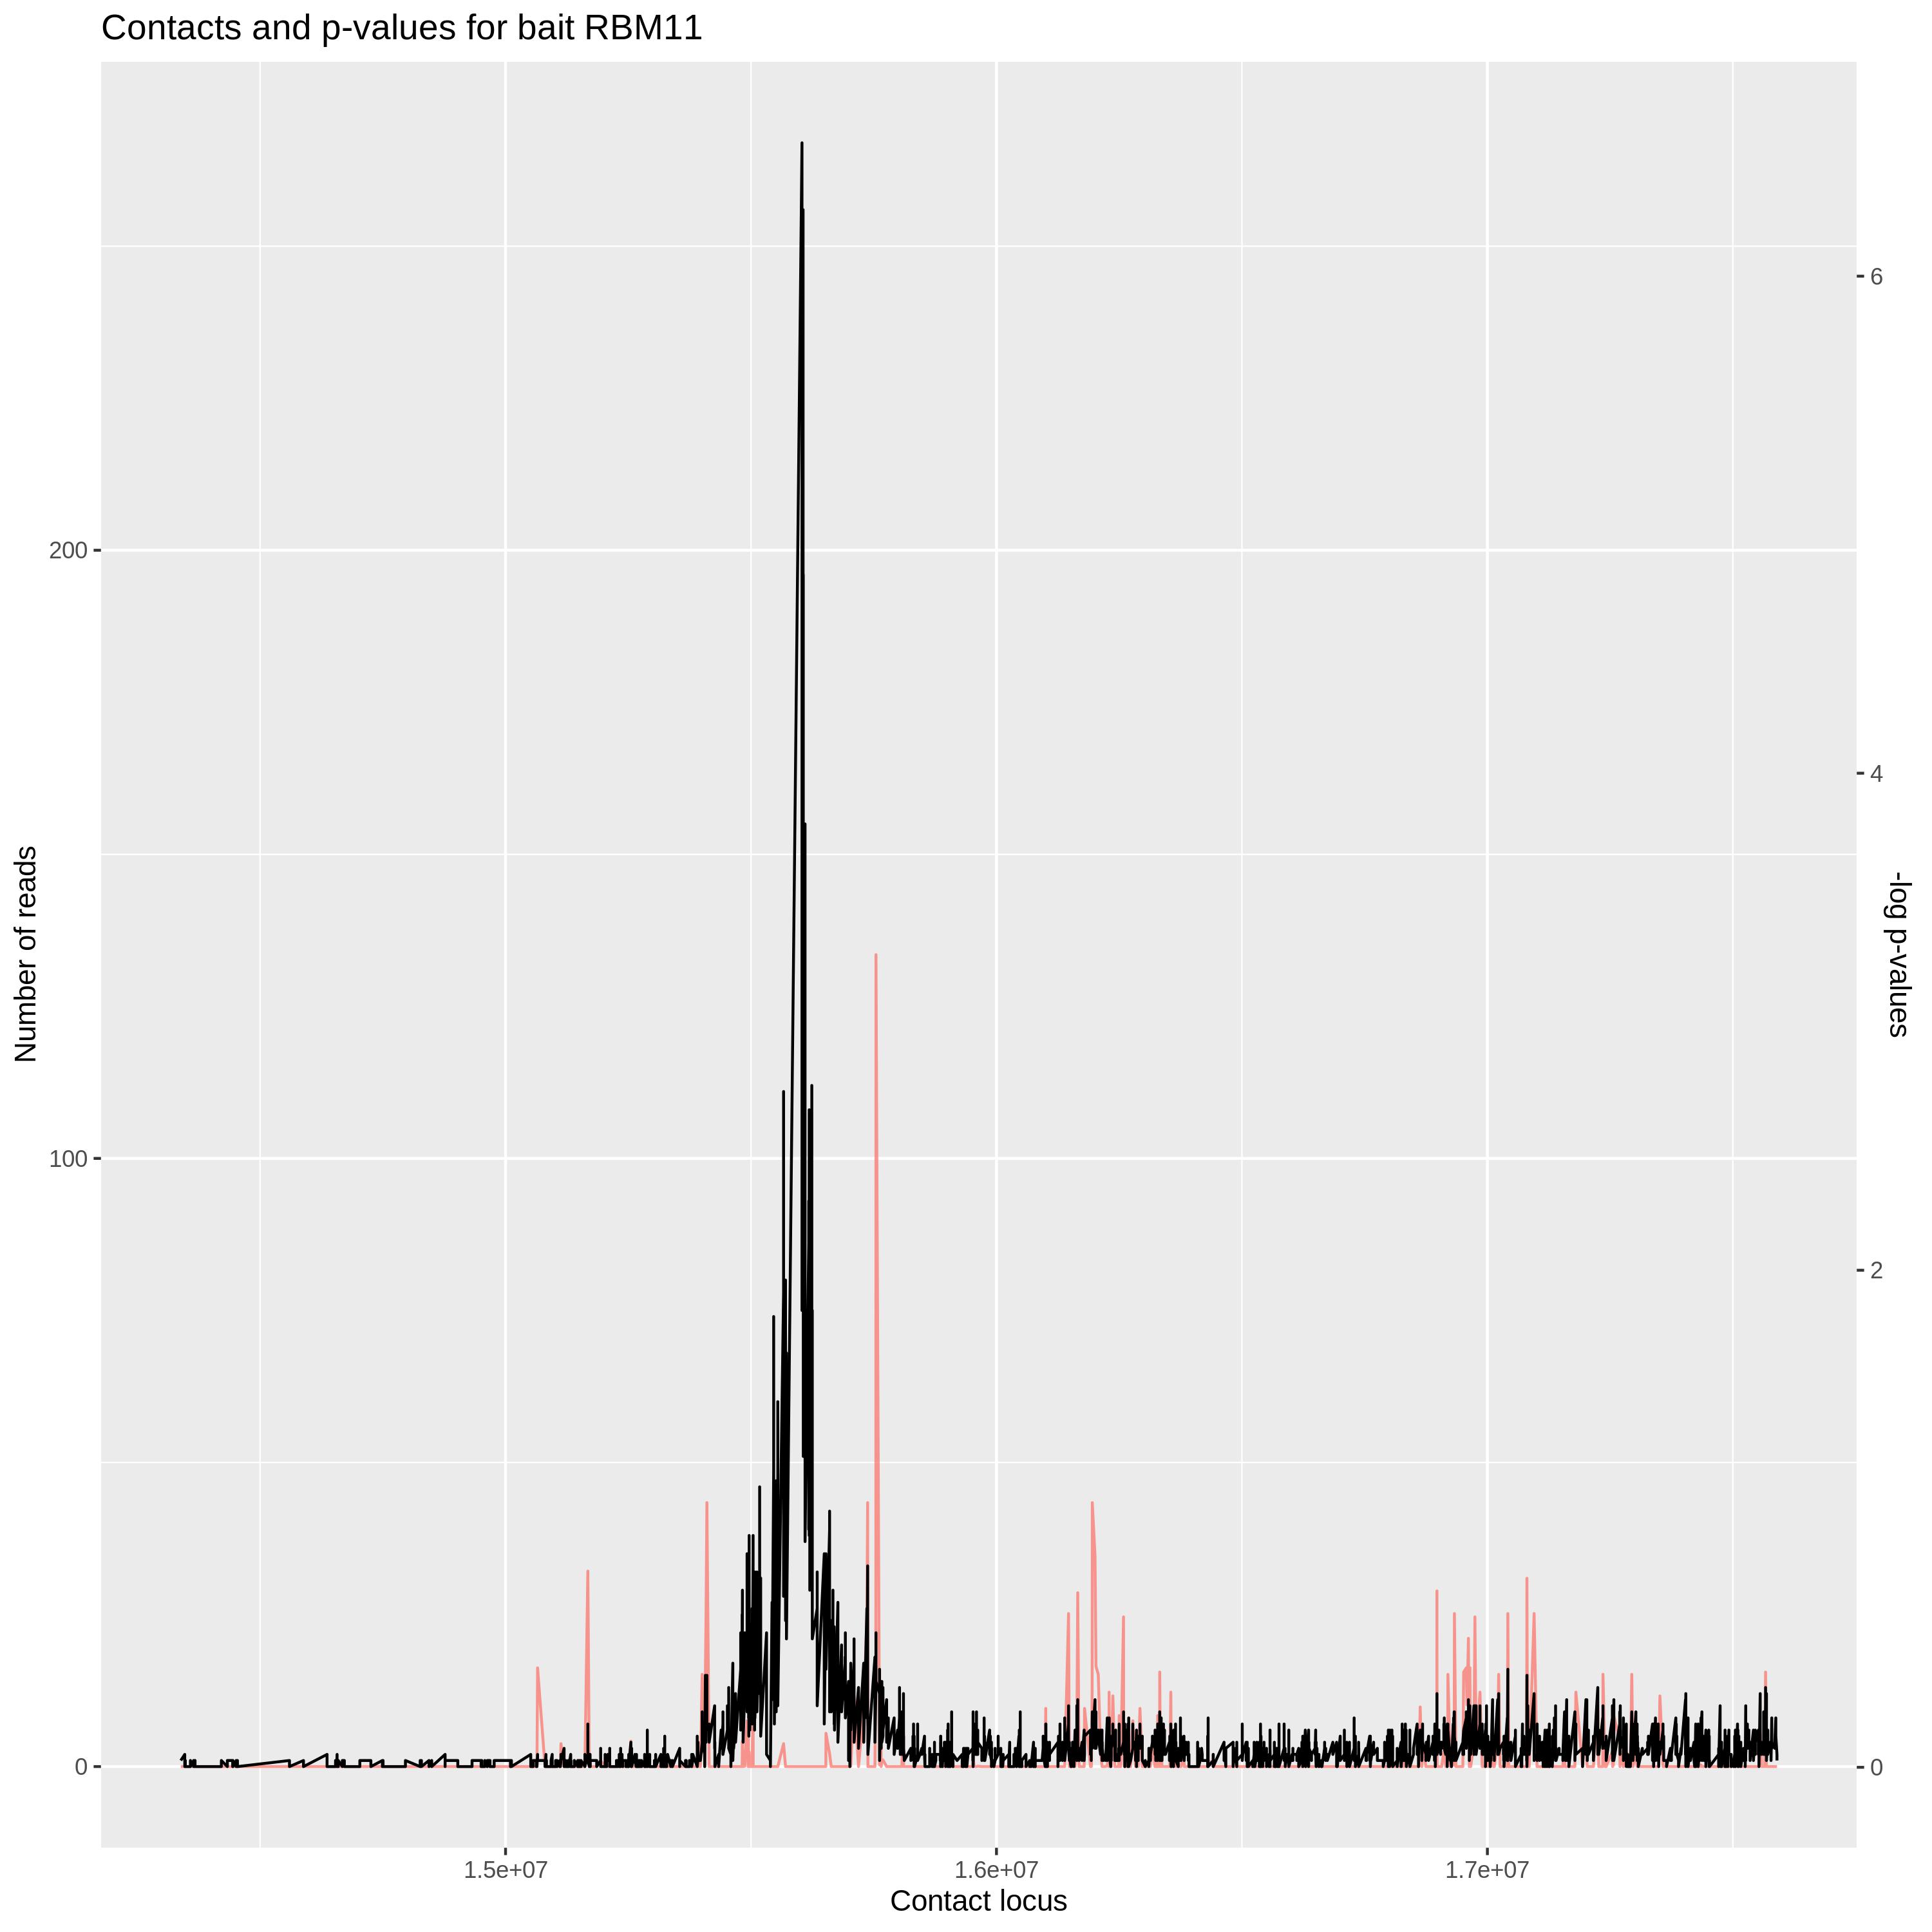 Contacts and p-values for bait RBM11
Number of reads
200
100
0
6
4
2
0
-log p-values
1.5e+07
1.6e+07
1.7e+07
Contact locus